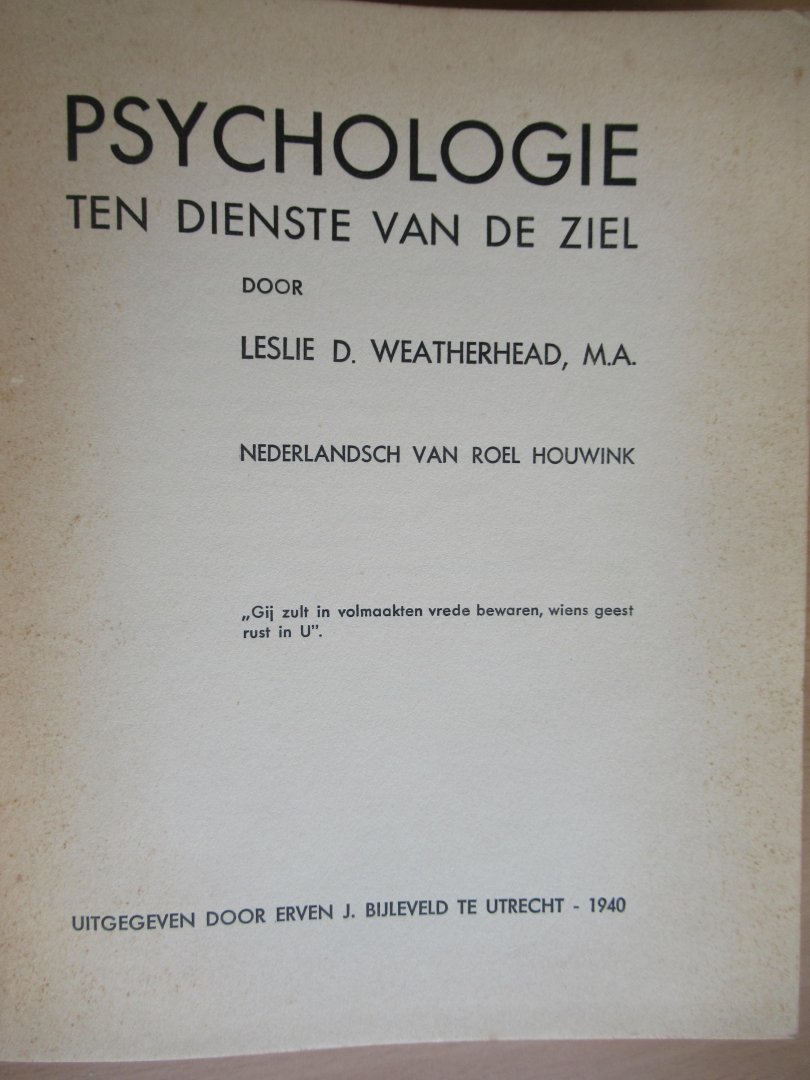 PSYCHOLOGIE
TEN DIENSTE VAN DE ZIEL
DOOR
LESLIE D. WEATHERHEAD, M.A.
NEDERLANDSCH VAN ROEL HOUWINK
„Gij zult in volmaakten vrede bewaren, wiens geest
rust in U”.
UITGEGEVEN DOOR ERVEN J. BIJLEVELD TE UTRECHT - 1940